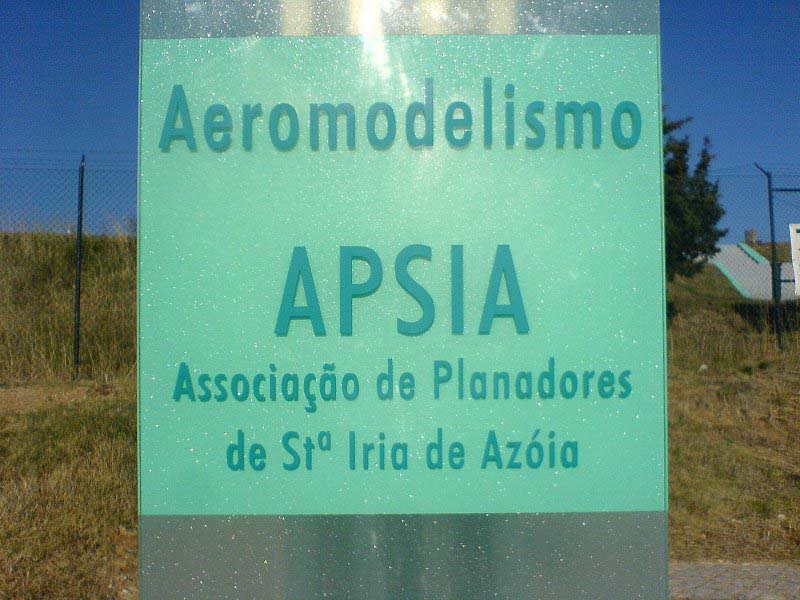 Aeromodelismo
APSIA
Associação de Planadores
de Stª Iria de Azóia